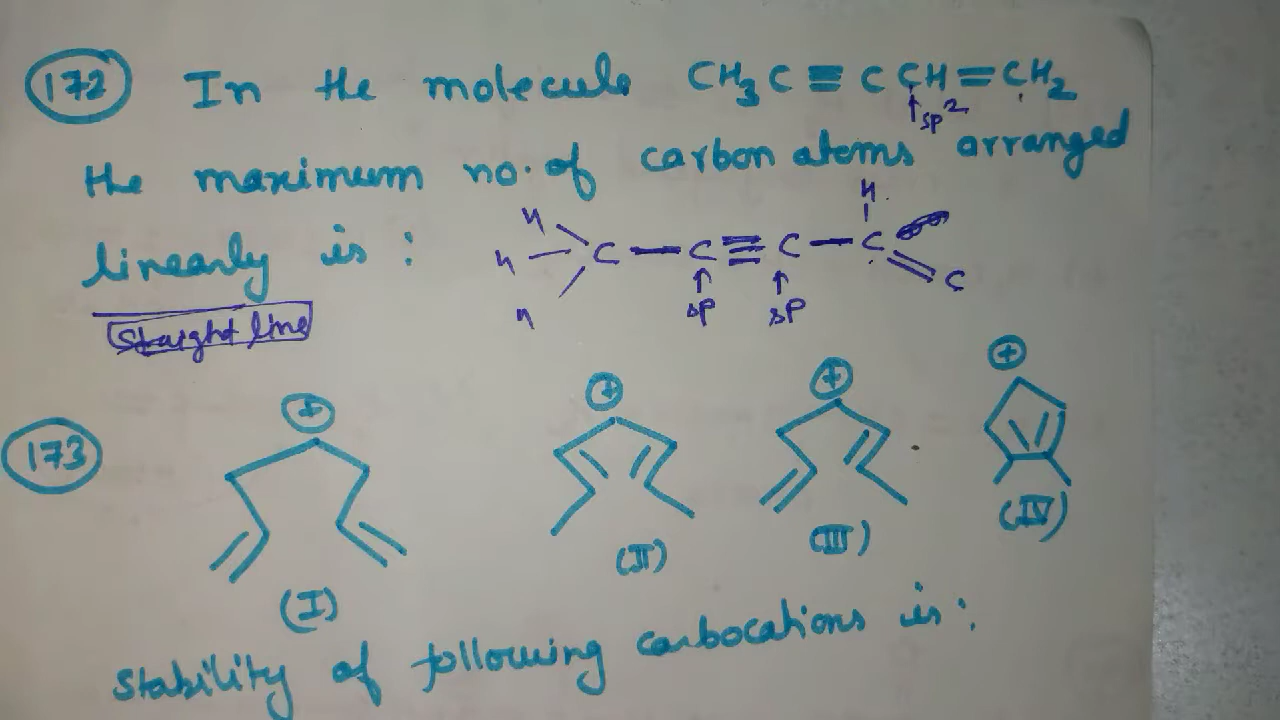 172 In the molecule CH₃C≡CCH=CH₂
↑sp²
the maximum no. of carbon atoms arranged
linearly is :
H H H C — C ≡ C — C = C
H
↑ ↑
sp sp
Straight line
173
⊕ ⊕ ⊕ ⊕
(I) (II) (III) (IV)
Stability of following carbocations is :